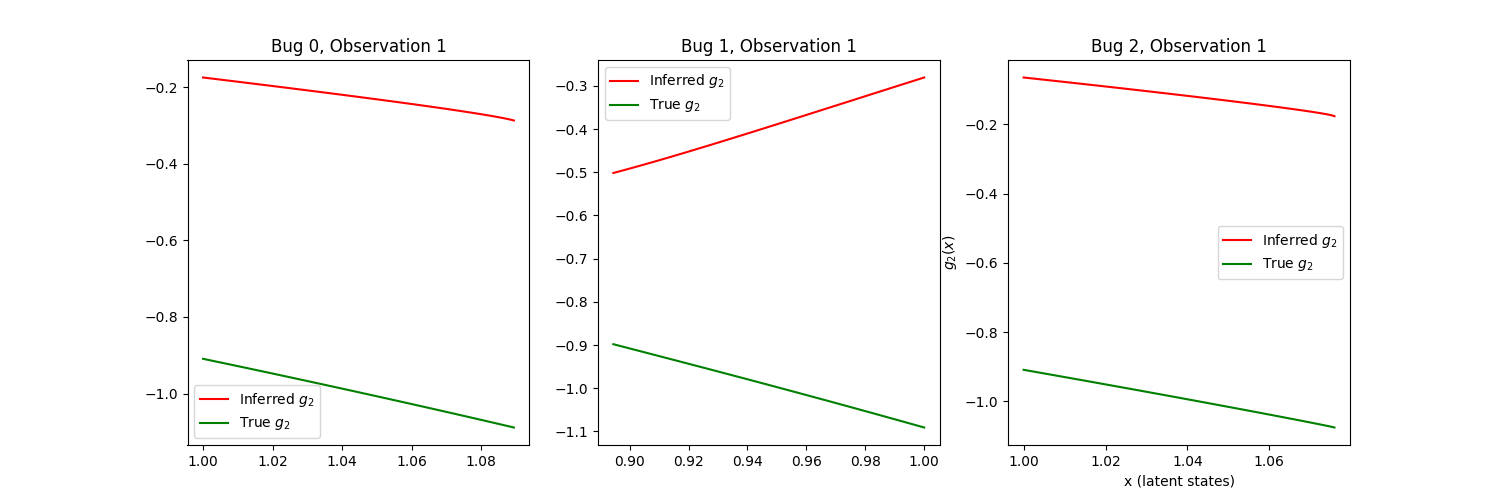 Bug 0, Observation 1
−0.2
−0.4
−0.6
−0.8
−1.0
Inferred g₂
True g₂
1.00 1.02 1.04 1.06 1.08
Bug 1, Observation 1
Inferred g₂
True g₂
−0.3
−0.4
−0.5
−0.6
−0.7
−0.8
−0.9
−1.0
−1.1
0.90 0.92 0.94 0.96 0.98 1.00
Bug 2, Observation 1
g₂(x)
−0.2
−0.4
−0.6
−0.8
−1.0
Inferred g₂
True g₂
1.00 1.02 1.04 1.06
x (latent states)